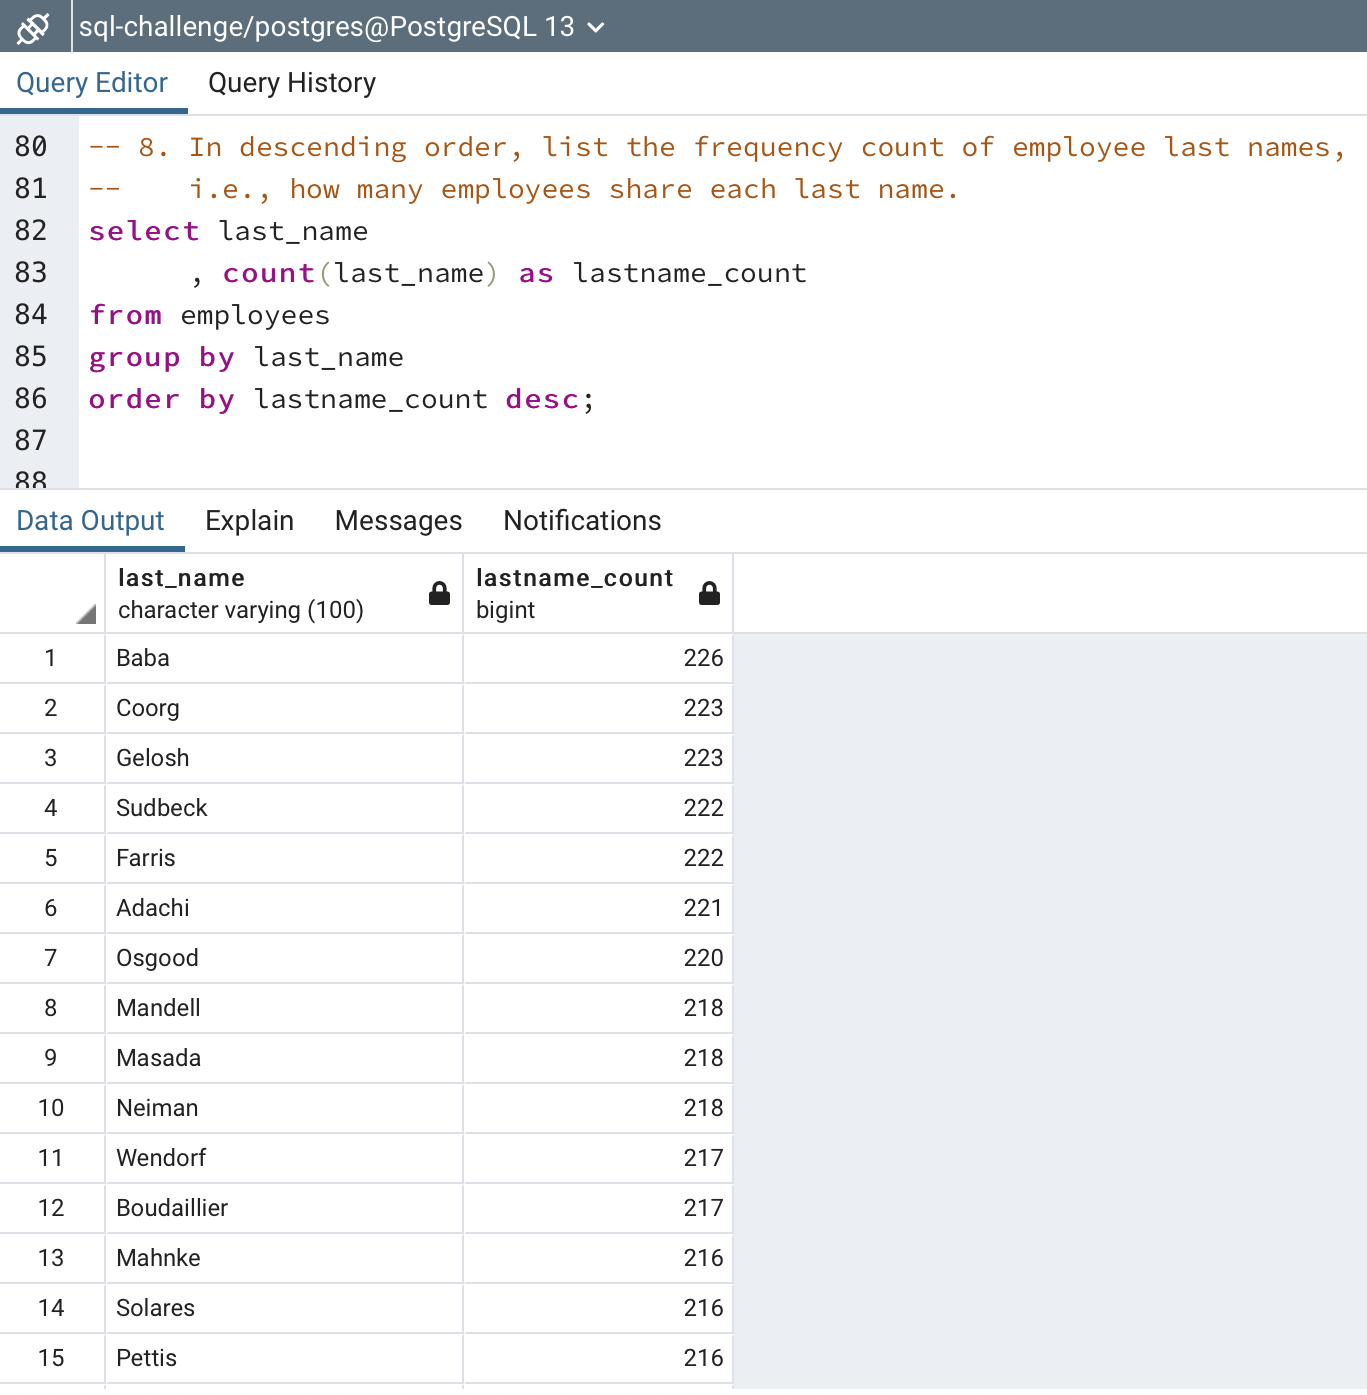 sql-challenge/postgres@PostgreSQL 13
Query Editor Query History
80 -- 8. In descending order, list the frequency count of employee last names,
81 --    i.e., how many employees share each last name.
82 select last_name
83       , count(last_name) as lastname_count
84 from employees
85 group by last_name
86 order by lastname_count desc;
87
88
Data Output Explain Messages Notifications
last_name lastname_count
character varying (100) bigint
1 Baba 226
2 Coorg 223
3 Gelosh 223
4 Sudbeck 222
5 Farris 222
6 Adachi 221
7 Osgood 220
8 Mandell 218
9 Masada 218
10 Neiman 218
11 Wendorf 217
12 Boudaillier 217
13 Mahnke 216
14 Solares 216
15 Pettis 216